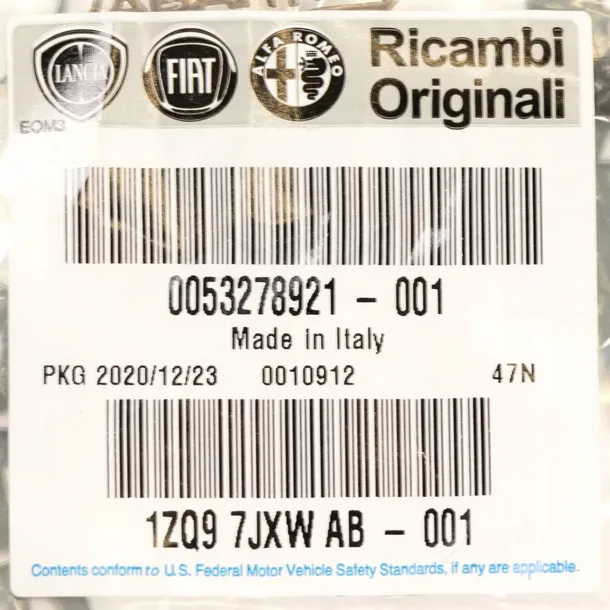 LANCIA FIAT ALFA ROMEO Ricambi
Originali
EOM3
0053278921 - 001
Made in Italy
PKG 2020/12/23 0010912 47N
1ZQ9 7JXW AB - 001
Contents conform to U.S. Federal Motor Vehicle Safety Standards, if any are applicable.